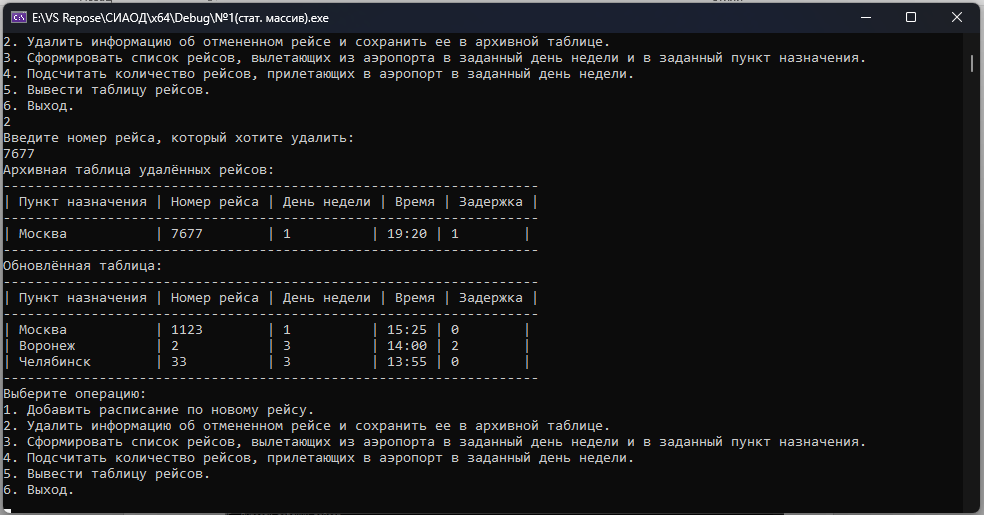 E:\VS Repose\СИАОД\x64\Debug\№1(стат. массив).exe
2. Удалить информацию об отмененном рейсе и сохранить ее в архивной таблице.
3. Сформировать список рейсов, вылетающих из аэропорта в заданный день недели и в заданный пункт назначения.
4. Подсчитать количество рейсов, прилетающих в аэропорт в заданный день недели.
5. Вывести таблицу рейсов.
6. Выход.
2
Введите номер рейса, который хотите удалить:
7677
Архивная таблица удалённых рейсов:
-------------------------------------------------------------------
| Пункт назначения | Номер рейса | День недели | Время | Задержка |
-------------------------------------------------------------------
| Москва           | 7677        | 1           | 19:20 | 1        |
-------------------------------------------------------------------
Обновлённая таблица:
-------------------------------------------------------------------
| Пункт назначения | Номер рейса | День недели | Время | Задержка |
-------------------------------------------------------------------
| Москва           | 1123        | 1           | 15:25 | 0        |
| Воронеж          | 2           | 3           | 14:00 | 2        |
| Челябинск        | 33          | 3           | 13:55 | 0        |
-------------------------------------------------------------------
Выберите операцию:
1. Добавить расписание по новому рейсу.
2. Удалить информацию об отмененном рейсе и сохранить ее в архивной таблице.
3. Сформировать список рейсов, вылетающих из аэропорта в заданный день недели и в заданный пункт назначения.
4. Подсчитать количество рейсов, прилетающих в аэропорт в заданный день недели.
5. Вывести таблицу рейсов.
6. Выход.